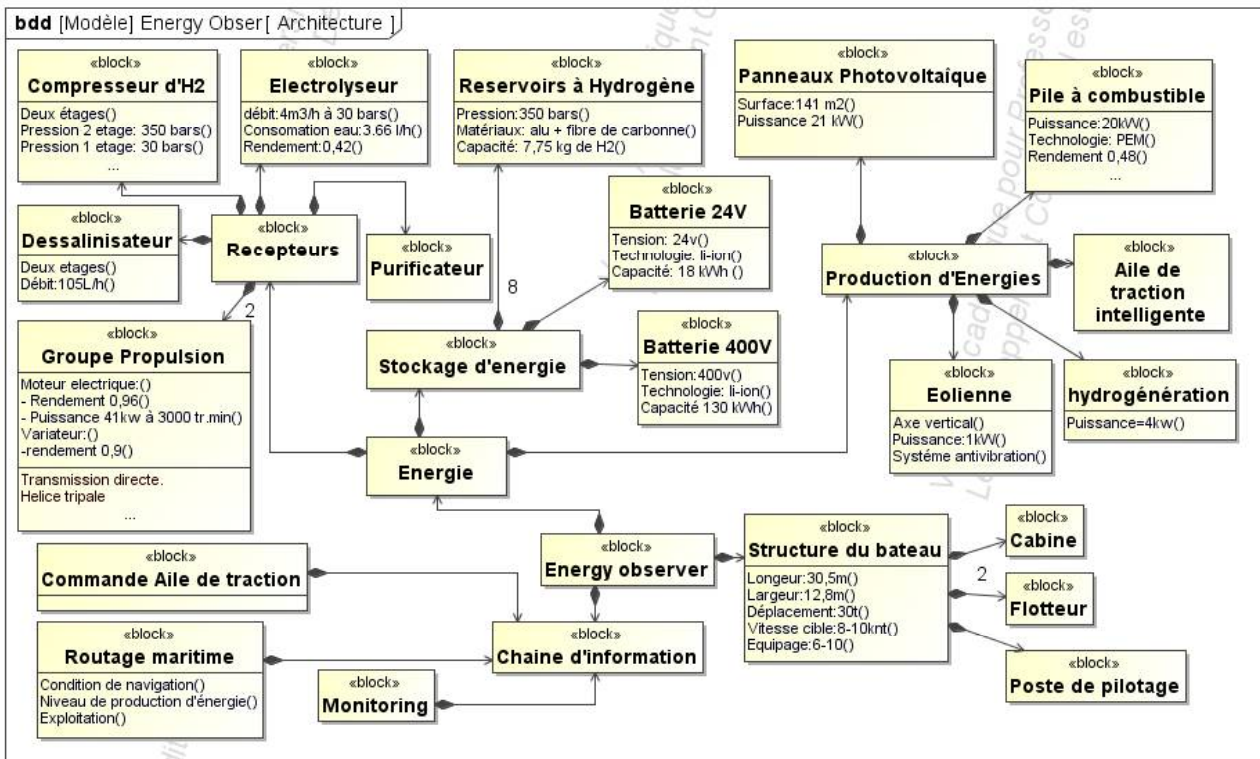 bdd [Modèle] Energy Obser[ Architecture ]
«block»
Compresseur d'H2
Deux étages()
Pression 2 etage: 350 bars()
Pression 1 etage: 30 bars()
...
«block»
Electrolyseur
débit:4m3/h à 30 bars()
Consomation eau:3.66 l/h()
Rendement:0,42()
«block»
Reservoirs à Hydrogène
Pression:350 bars()
Matériaux: alu + fibre de carbonne()
Capacité: 7,75 kg de H2()
«block»
Panneaux Photovoltaîque
Surface:141 m2()
Puissance 21 kW()
«block»
Pile à combustible
Puissance:20kW()
Technologie: PEM()
Rendement 0,48()
...
«block»
Dessalinisateur
Deux etages()
Débit:105L/h()
«block»
Recepteurs
«block»
Purificateur
«block»
Batterie 24V
Tension: 24v()
Technologie: li-ion()
Capacité: 18 kWh ()
«block»
Production d'Energies
«block»
Aile de
traction
intelligente
2
8
«block»
Groupe Propulsion
Moteur electrique:()
- Rendement 0,96()
- Puissance 41kw à 3000 tr.min()
Variateur:()
-rendement 0,9()
Transmission directe.
Helice tripale
...
«block»
Stockage d'energie
«block»
Batterie 400V
Tension:400v()
Technologie: li-ion()
Capacité 130 kWh()
«block»
Eolienne
Axe vertical()
Puissance:1kW()
Systéme antivibration()
«block»
hydrogénération
Puissance=4kw()
«block»
Energie
«block»
Energy observer
«block»
Structure du bateau
Longeur:30,5m()
Largeur:12,8m()
Déplacement:30t()
Vitesse cible:8-10knt()
Equipage:6-10()
«block»
Cabine
2
«block»
Flotteur
«block»
Poste de pilotage
«block»
Commande Aile de traction
«block»
Routage maritime
Condition de navigation()
Niveau de production d'énergie()
Exploitation()
«block»
Chaine d'information
«block»
Monitoring